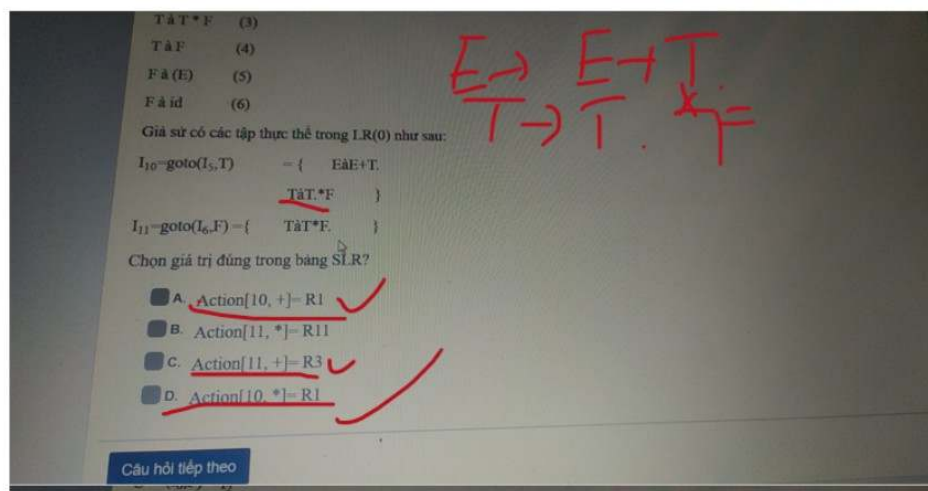 TàT*F (3)
TàF (4)
Fà(E) (5)
Fàid (6)
E → E + T.
T → T. * F
Giả sử có các tập thực thể trong LR(0) như sau:
I10=goto(I5,T) = { EàE+T.
TàT.*F }
I11=goto(I6,F) ={ TàT*F. }
Chọn giá trị đúng trong bảng SLR?
A. Action[10, +]= R1
B. Action[11, *]= R11
C. Action[11, +]= R3
D. Action[10, *]= R1
Câu hỏi tiếp theo